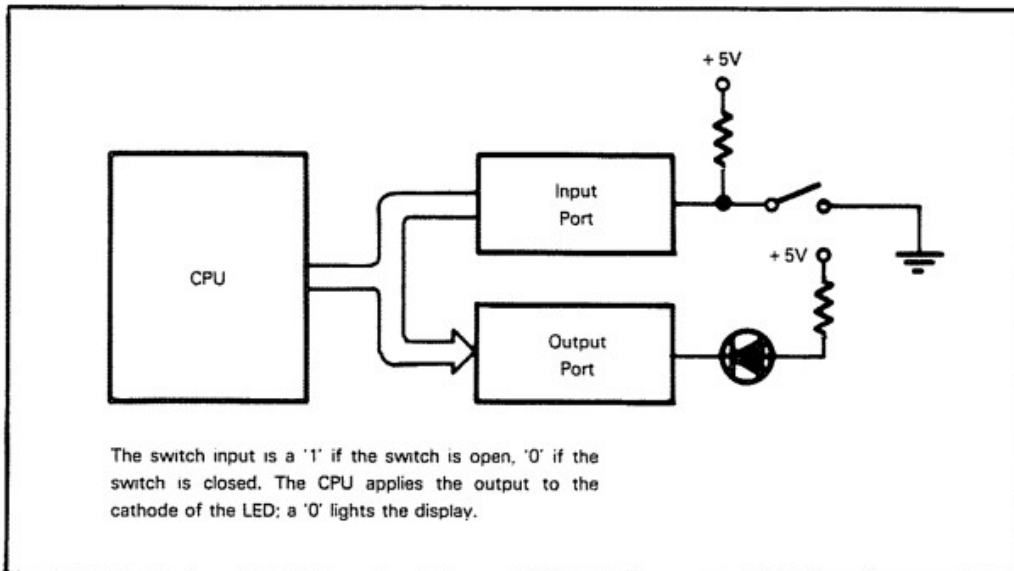 + 5V
Input
Port
CPU
+ 5V
Output
Port
The switch input is a '1' if the switch is open, '0' if the
switch is closed. The CPU applies the output to the
cathode of the LED; a '0' lights the display.